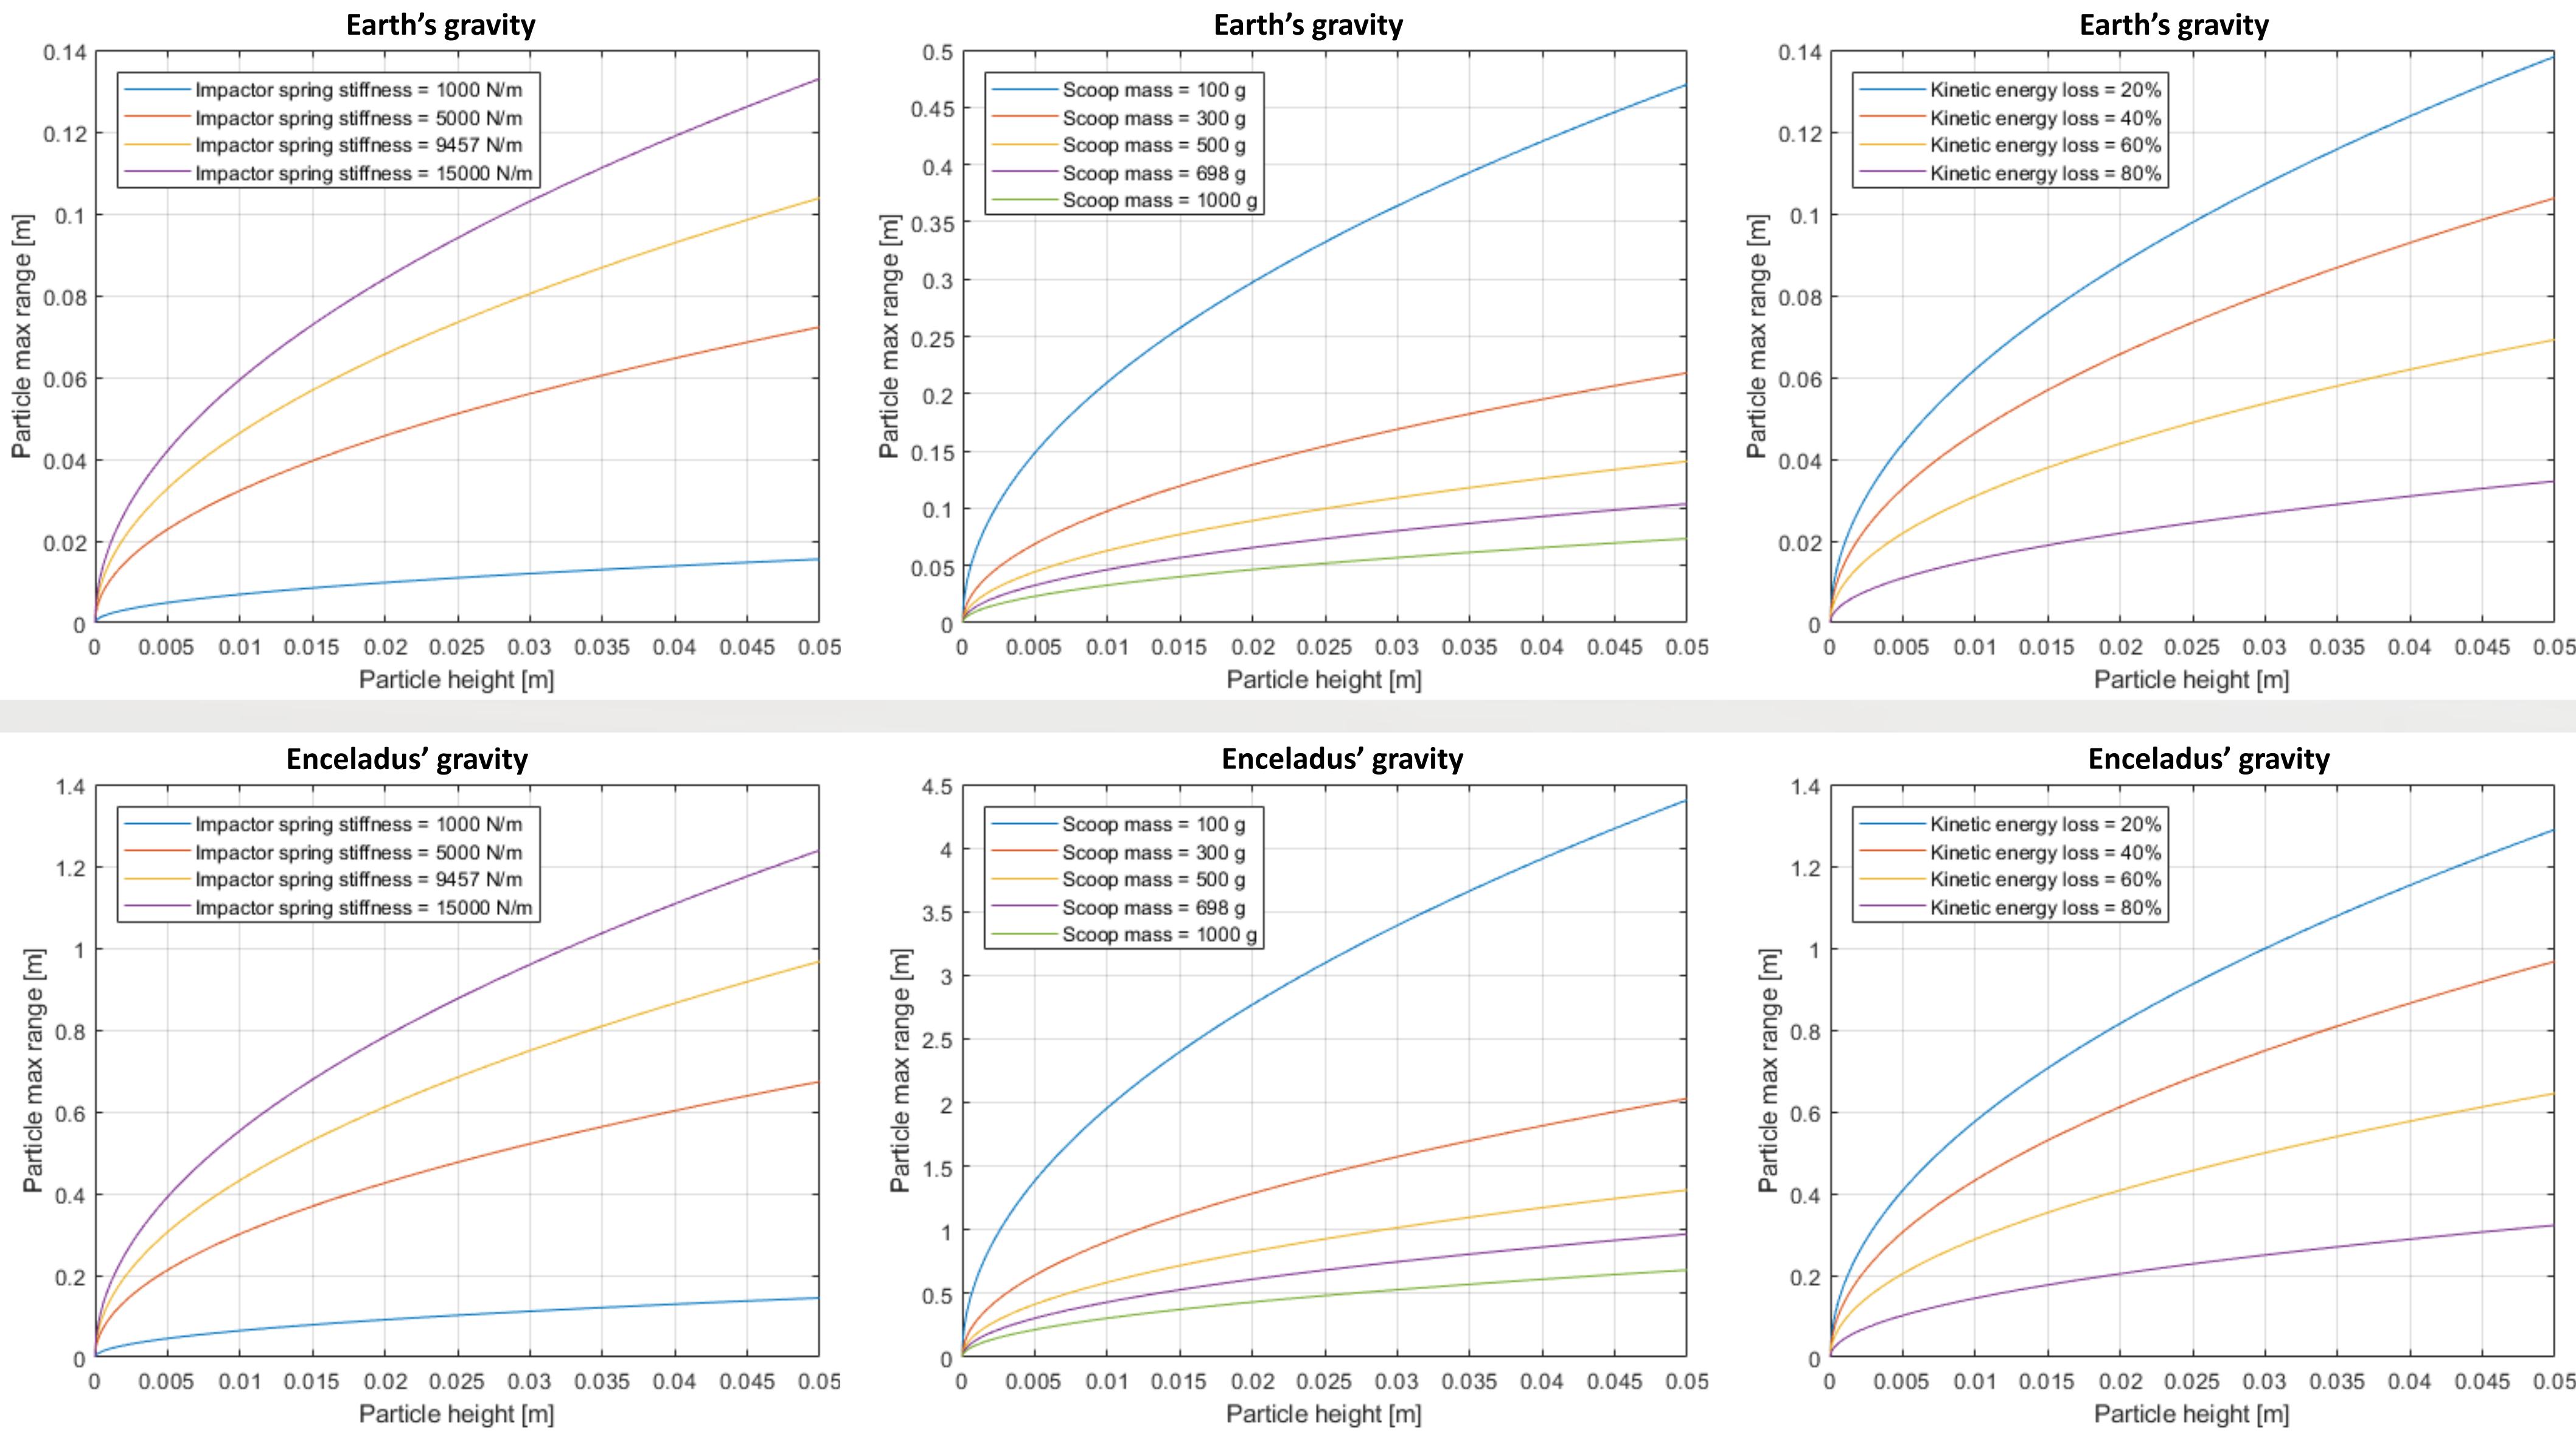 Earth's gravity
0.14
0.12
0.1
0.08
0.06
0.04
0.02
0
Particle max range [m]
Impactor spring stiffness = 1000 N/m
Impactor spring stiffness = 5000 N/m
Impactor spring stiffness = 9457 N/m
Impactor spring stiffness = 15000 N/m
0 0.005 0.01 0.015 0.02 0.025 0.03 0.035 0.04 0.045 0.05
Particle height [m]
Earth's gravity
0.5
0.45
0.4
0.35
0.3
0.25
0.2
0.15
0.1
0.05
0
Particle max range [m]
Scoop mass = 100 g
Scoop mass = 300 g
Scoop mass = 500 g
Scoop mass = 698 g
Scoop mass = 1000 g
0 0.005 0.01 0.015 0.02 0.025 0.03 0.035 0.04 0.045 0.05
Particle height [m]
Earth's gravity
0.14
0.12
0.1
0.08
0.06
0.04
0.02
0
Particle max range [m]
Kinetic energy loss = 20%
Kinetic energy loss = 40%
Kinetic energy loss = 60%
Kinetic energy loss = 80%
0 0.005 0.01 0.015 0.02 0.025 0.03 0.035 0.04 0.045 0.05
Particle height [m]
Enceladus' gravity
1.4
1.2
1
0.8
0.6
0.4
0.2
0
Particle max range [m]
Impactor spring stiffness = 1000 N/m
Impactor spring stiffness = 5000 N/m
Impactor spring stiffness = 9457 N/m
Impactor spring stiffness = 15000 N/m
0 0.005 0.01 0.015 0.02 0.025 0.03 0.035 0.04 0.045 0.05
Particle height [m]
Enceladus' gravity
4.5
4
3.5
3
2.5
2
1.5
1
0.5
0
Particle max range [m]
Scoop mass = 100 g
Scoop mass = 300 g
Scoop mass = 500 g
Scoop mass = 698 g
Scoop mass = 1000 g
0 0.005 0.01 0.015 0.02 0.025 0.03 0.035 0.04 0.045 0.05
Particle height [m]
Enceladus' gravity
1.4
1.2
1
0.8
0.6
0.4
0.2
0
Particle max range [m]
Kinetic energy loss = 20%
Kinetic energy loss = 40%
Kinetic energy loss = 60%
Kinetic energy loss = 80%
0 0.005 0.01 0.015 0.02 0.025 0.03 0.035 0.04 0.045 0.05
Particle height [m]